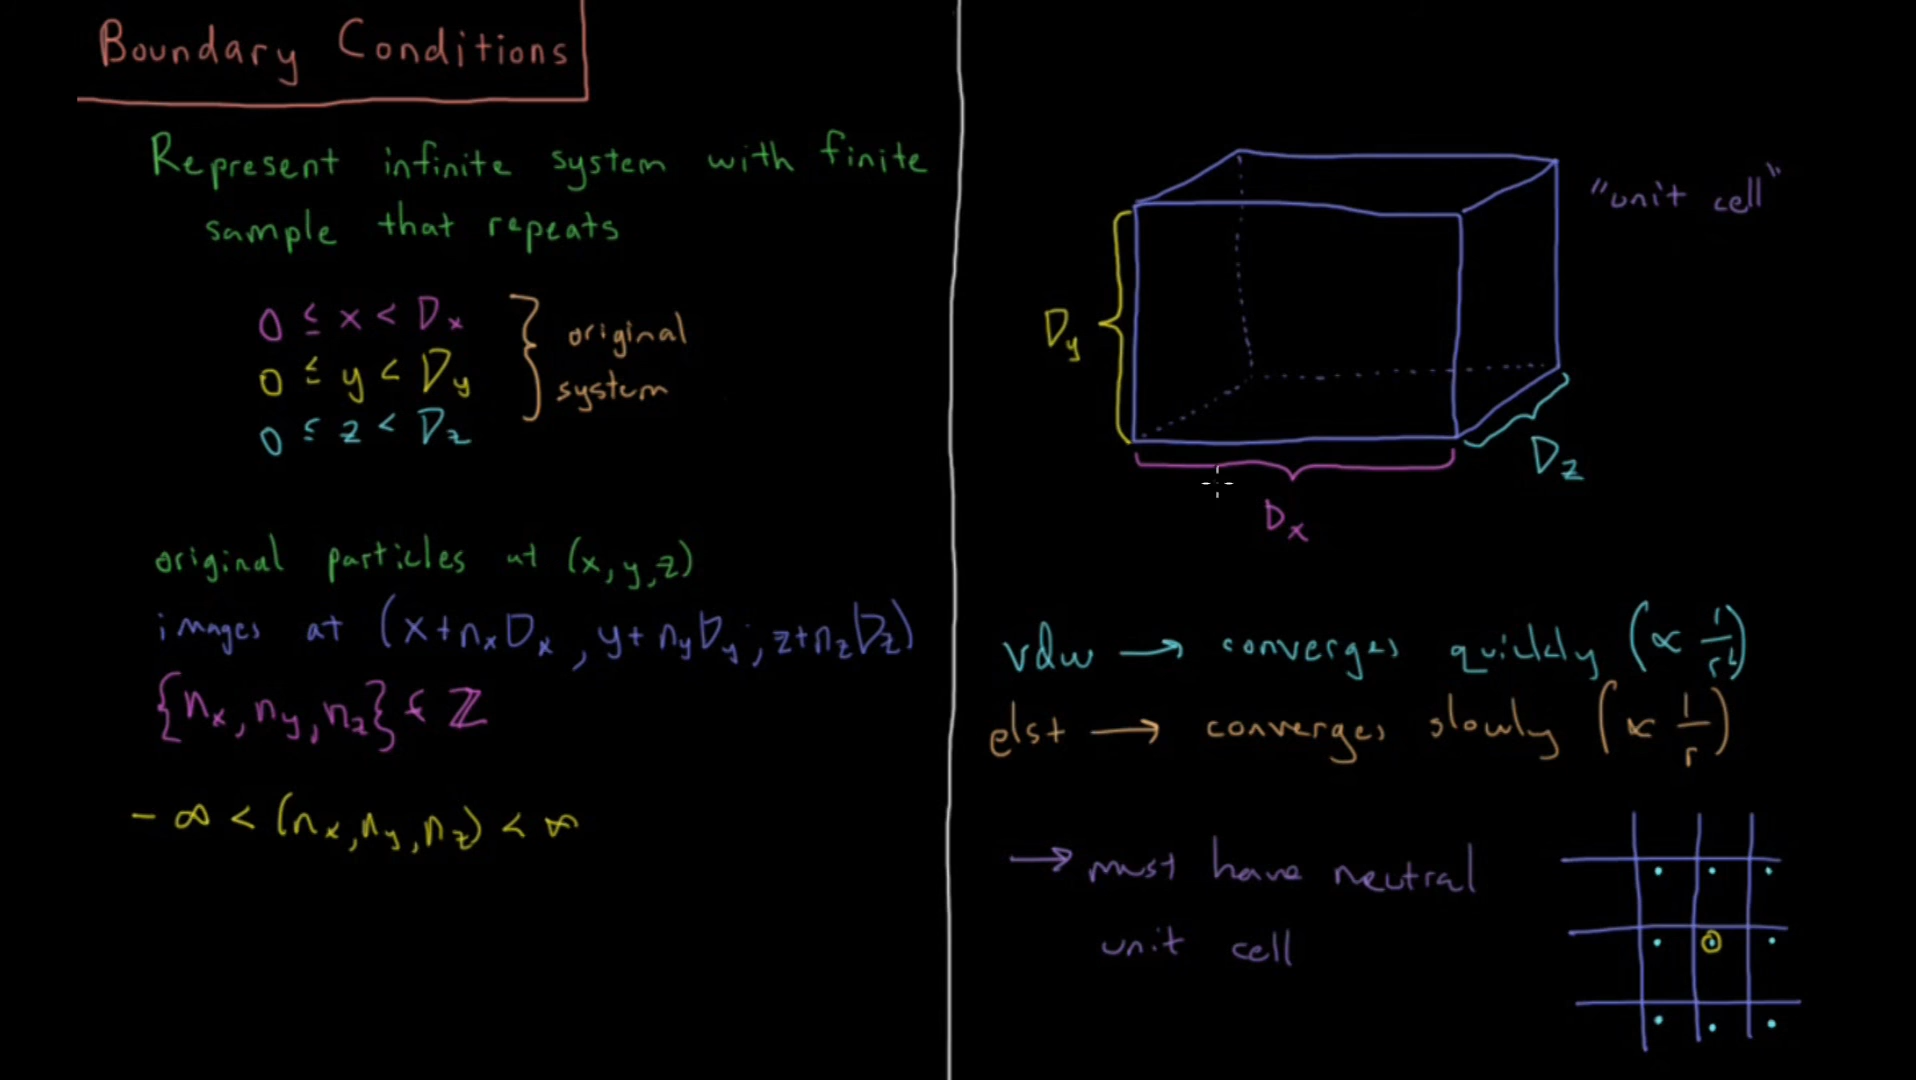 Boundary Conditions
Represent infinite system with finite
sample that repeats
0 ≤ x < Dx
0 ≤ y < Dy
0 ≤ z < Dz
original
system
original particles at (x, y, z)
images at (x+nxDx, y+nyDy, z+nzDz)
{nx, ny, nz} ∈ ℤ
-∞ < (nx, ny, nz) < ∞
"unit cell"
Dy
Dz
Dx
vdw → converges quickly (∝ 1/r⁶)
elst → converges slowly (∝ 1/r)
→ must have neutral
unit cell